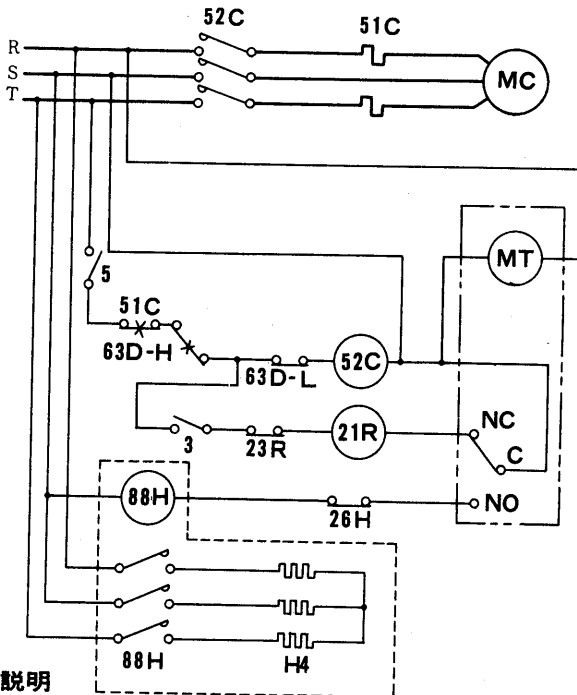 52C
51C
R
S
T
MC
MT
5
51C
63D-H
63D-L
52C
NC
3
23R
21R
C
88H
26H
NO
88H
H4
説明